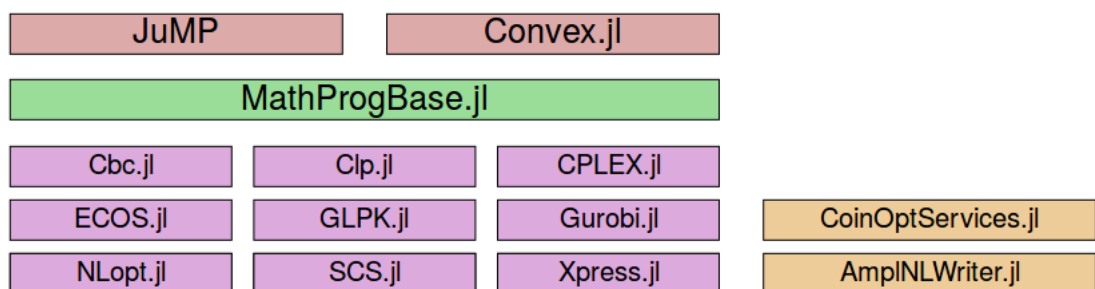 JuMP Convex.jl
MathProgBase.jl
Cbc.jl Clp.jl CPLEX.jl
ECOS.jl GLPK.jl Gurobi.jl CoinOptServices.jl
NLopt.jl SCS.jl Xpress.jl AmplNLWriter.jl